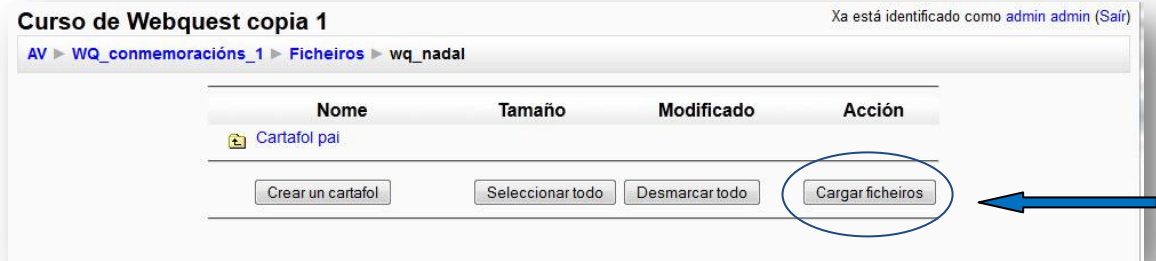 Curso de Webquest copia 1
Xa está identificado como admin admin (Saír)
AV ► WQ_conmemoracións_1 ► Ficheiros ► wq_nadal
Nome Tamaño Modificado Acción
Cartafol pai
Crear un cartafol Seleccionar todo Desmarcar todo Cargar ficheiros